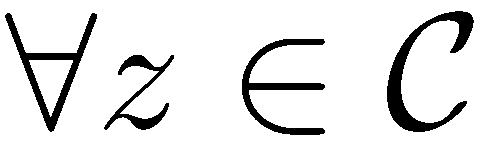 ∀z ∈ 𝒞